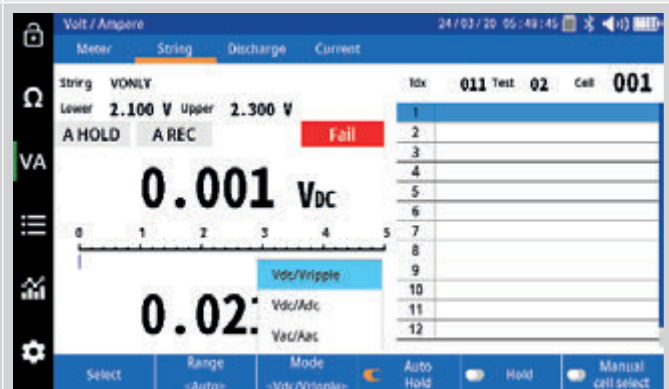 Volt / Ampere 24/03/20 05:49:45
Meter String Discharge Current
String VONLY Idx 011 Test 02 Cell 001
Lower 2.100 V Upper 2.300 V
A HOLD A REC Fail
Ω
VA
0.001 VDC
0 1 2 3 4 5
1
2
3
4
5
6
7
8
9
10
11
12
Vdc/Vripple
Vdc/Adc
Vac/Aac
0.02
Select
Range
<Auto>
Mode
<Vdc/Vripple>
Auto
Hold
Hold
Manual
cell select